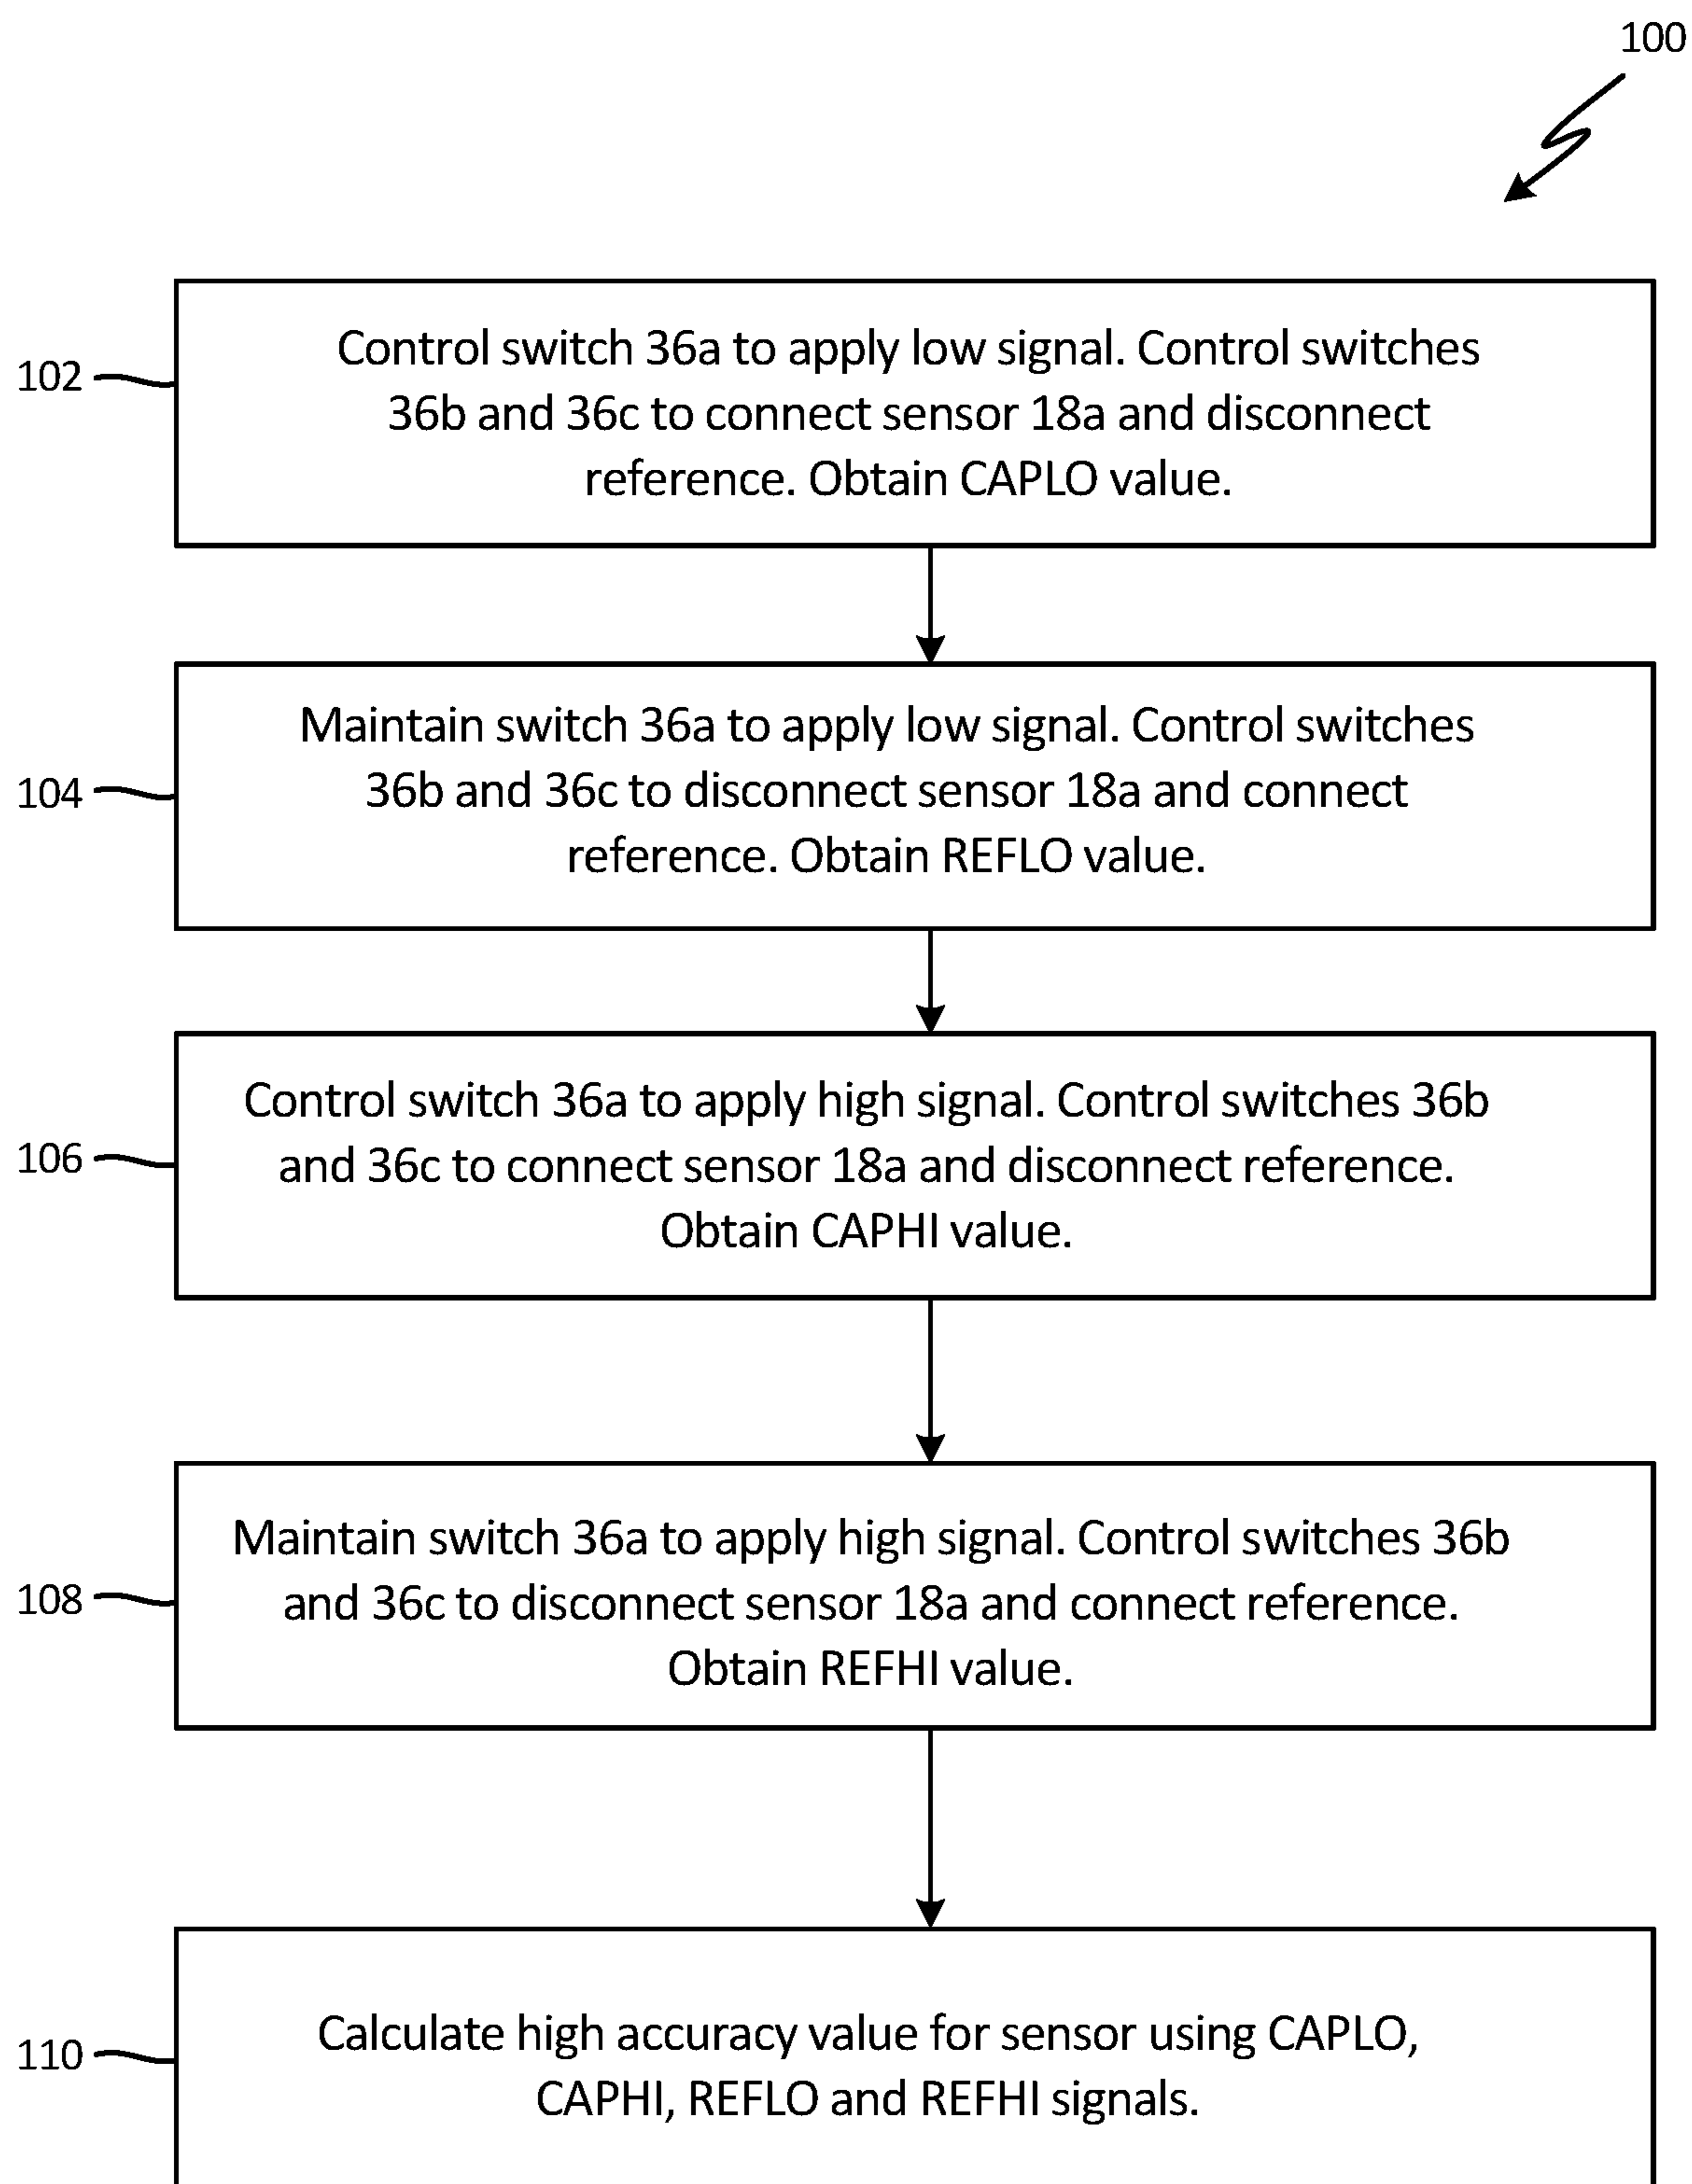 100
102
Control switch 36a to apply low signal. Control switches
36b and 36c to connect sensor 18a and disconnect
reference. Obtain CAPLO value.
104
Maintain switch 36a to apply low signal. Control switches
36b and 36c to disconnect sensor 18a and connect
reference. Obtain REFLO value.
106
Control switch 36a to apply high signal. Control switches 36b
and 36c to connect sensor 18a and disconnect reference.
Obtain CAPHI value.
108
Maintain switch 36a to apply high signal. Control switches 36b
and 36c to disconnect sensor 18a and connect reference.
Obtain REFHI value.
110
Calculate high accuracy value for sensor using CAPLO,
CAPHI, REFLO and REFHI signals.